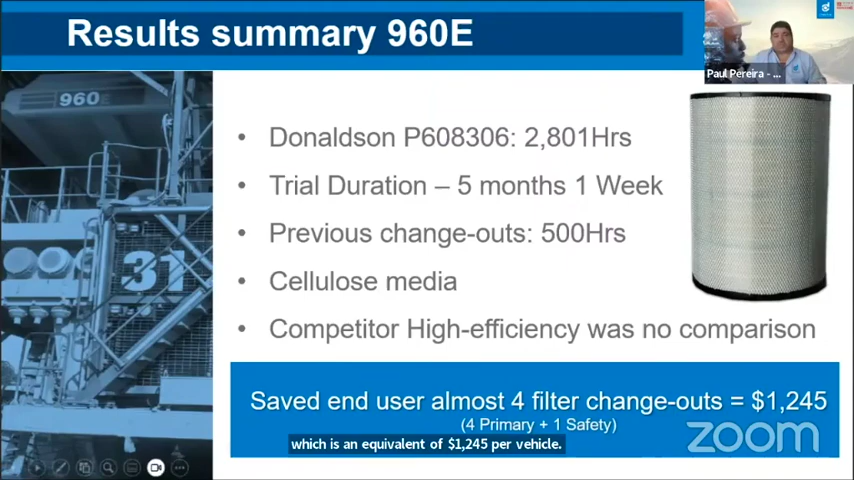 Results summary 960E
Paul Pereira - ...
960E
31
• Donaldson P608306: 2,801Hrs
• Trial Duration – 5 months 1 Week
• Previous change-outs: 500Hrs
• Cellulose media
• Competitor High-efficiency was no comparison
Saved end user almost 4 filter change-outs = $1,245
(4 Primary + 1 Safety)
which is an equivalent of $1,245 per vehicle.
zoom